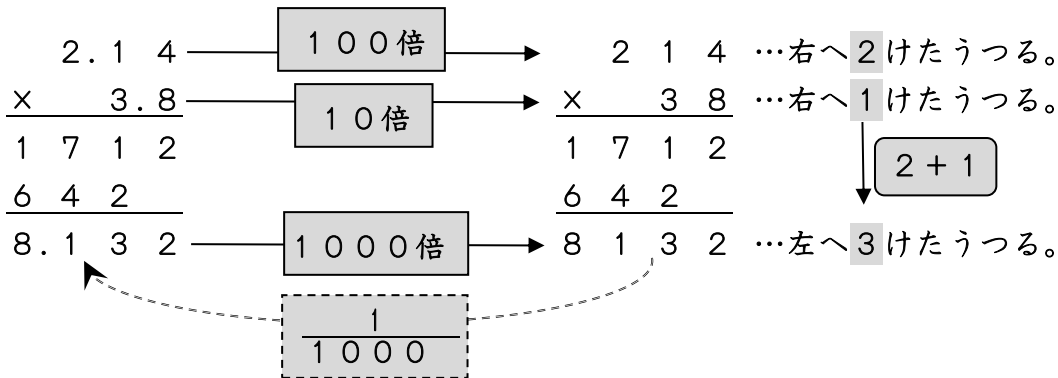 2.14 100倍 214 …右へ2けたうつる。
× 3.8 10倍 × 38 …右へ1けたうつる。
1712 1712 2+1
642 642
8.132 1000倍 8132 …左へ3けたうつる。
1
1000